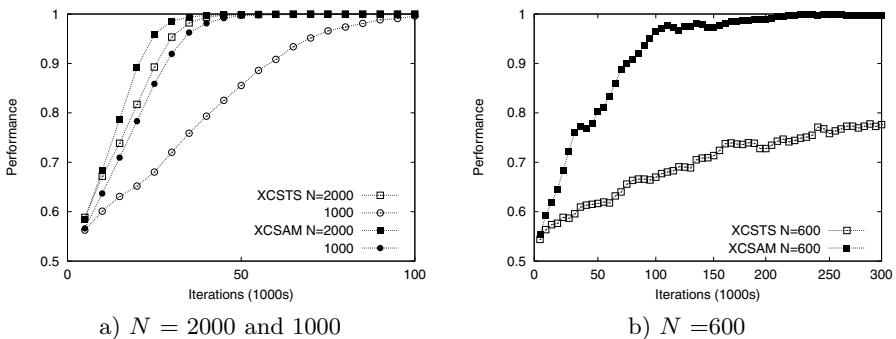 1
0.9
0.8
0.7
0.6
0.5
Performance
0
50
100
Iterations (1000s)
XCSTS N=2000
1000
XCSAM N=2000
1000
a) N = 2000 and 1000
1
0.9
0.8
0.7
0.6
0.5
Performance
0
50
100
150
200
250
300
Iterations (1000s)
XCSTS N=600
XCSAM N=600
b) N =600